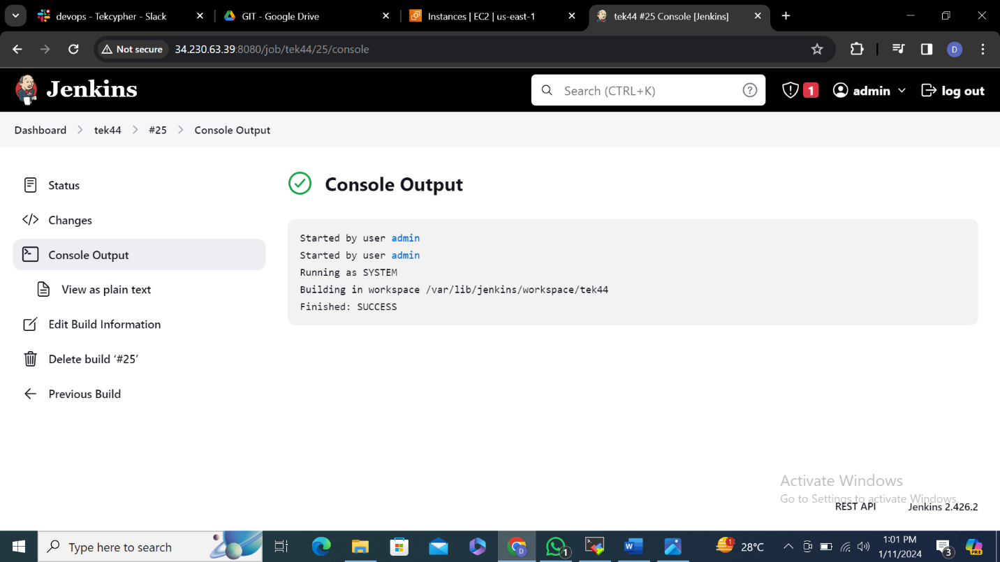 devops - Tekcypher - Slack
GIT - Google Drive
Instances | EC2 | us-east-1
tek44 #25 Console [Jenkins]
Not secure
34.230.63.39:8080/job/tek44/25/console
D
Jenkins
Search (CTRL+K)
?
1
admin
log out
Dashboard
tek44
#25
Console Output
Status
Changes
Console Output
View as plain text
Edit Build Information
Delete build ‘#25’
Previous Build
Console Output
Started by user admin
Started by user admin
Running as SYSTEM
Building in workspace /var/lib/jenkins/workspace/tek44
Finished: SUCCESS
Activate Windows
Go to Settings to activate Windows.
REST API
Jenkins 2.426.2
Type here to search
D
1
W
1
28°C
1:01 PM
1/11/2024
3
PRE